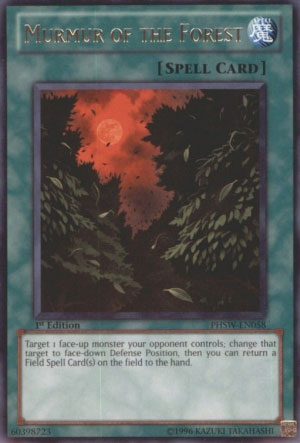 MURMUR OF THE FOREST
魔
[SPELL CARD]
1st Edition
PHSW-EN058
Target 1 face-up monster your opponent controls; change that
target to face-down Defense Position, then you can return a
Field Spell Card(s) on the field to the hand.
60398723
©1996 KAZUKI TAKAHASHI